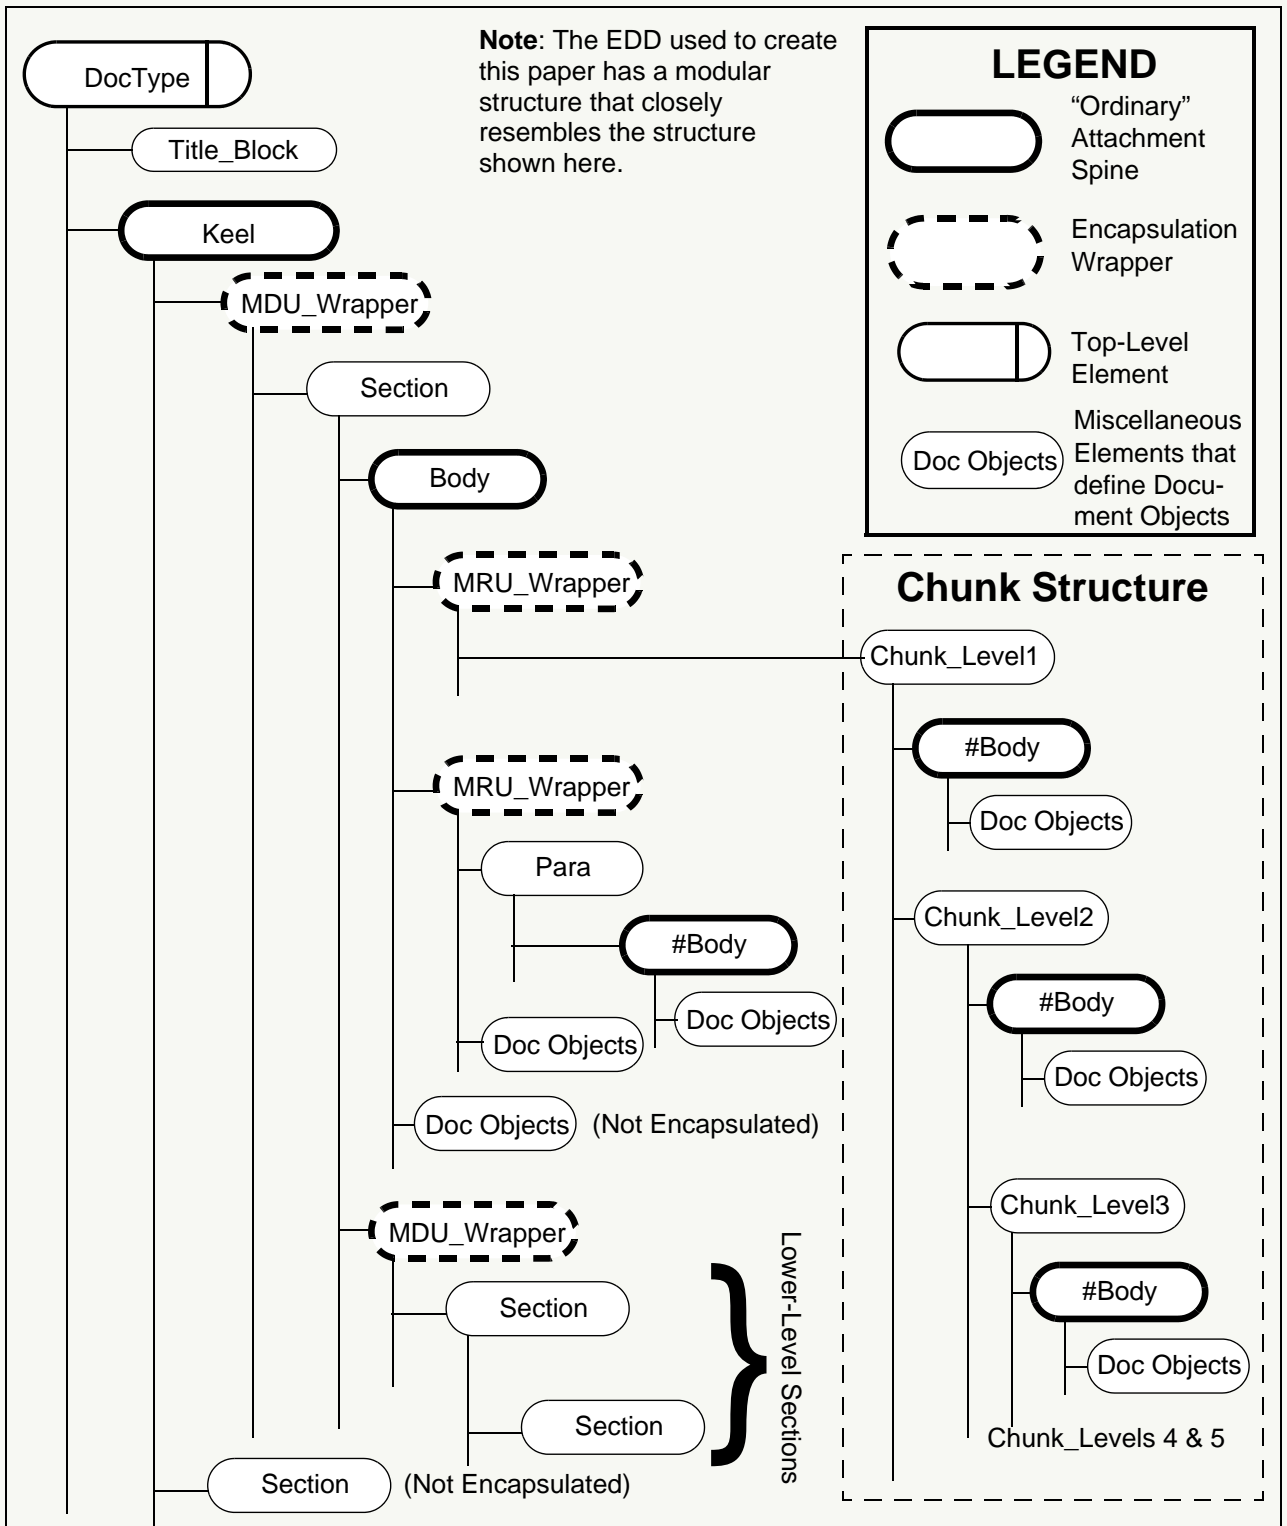 DocType
Title_Block
Keel
MDU_Wrapper
Section
Body
MRU_Wrapper
MRU_Wrapper
Para
#Body
Doc Objects
Doc Objects
Doc Objects (Not Encapsulated)
MDU_Wrapper
Section
Section
Lower-Level Sections
Section (Not Encapsulated)
Note: The EDD used to create
this paper has a modular
structure that closely
resembles the structure
shown here.
LEGEND
“Ordinary”
Attachment
Spine
Encapsulation
Wrapper
Top-Level
Element
Doc Objects
Miscellaneous
Elements that
define Docu-
ment Objects
Chunk Structure
Chunk_Level1
#Body
Doc Objects
Chunk_Level2
#Body
Doc Objects
Chunk_Level3
#Body
Doc Objects
Chunk_Levels 4 & 5